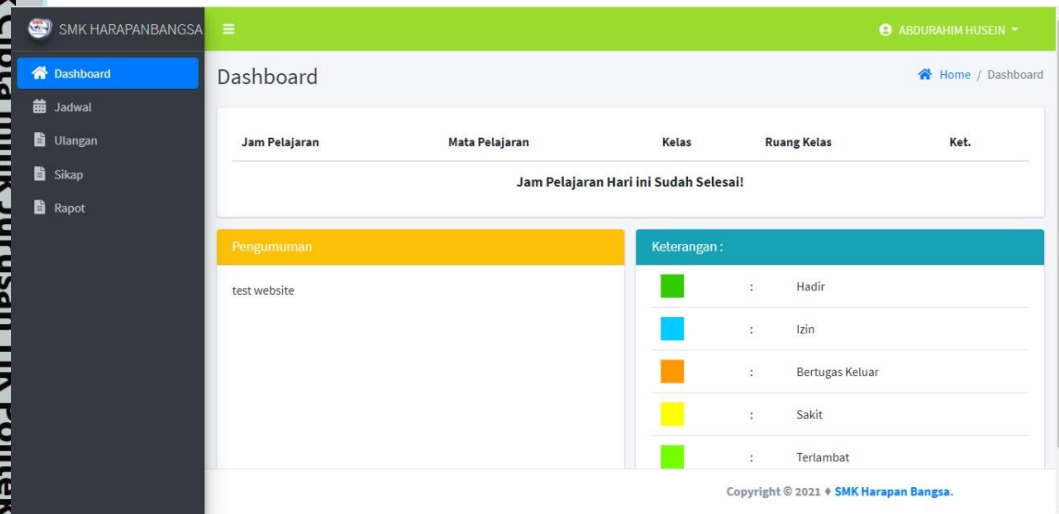 SMK HARAPANBANGSA
ABDURAHIM HUSEIN
Dashboard
Jadwal
Ulangan
Sikap
Rapot
Dashboard
Home / Dashboard
Jam Pelajaran Mata Pelajaran Kelas Ruang Kelas Ket.
Jam Pelajaran Hari ini Sudah Selesai!
Pengumuman
test website
Keterangan :
: Hadir
: Izin
: Bertugas Keluar
: Sakit
: Terlambat
Copyright © 2021 ♦ SMK Harapan Bangsa.